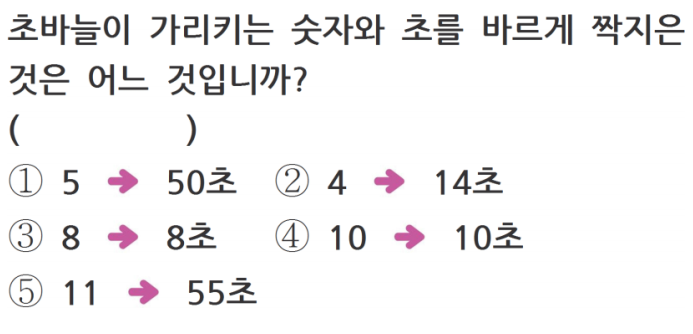 초바늘이 가리키는 숫자와 초를 바르게 짝지은
것은 어느 것입니까?
( )
① 5 ➔ 50초 ② 4 ➔ 14초
③ 8 ➔ 8초 ④ 10 ➔ 10초
⑤ 11 ➔ 55초